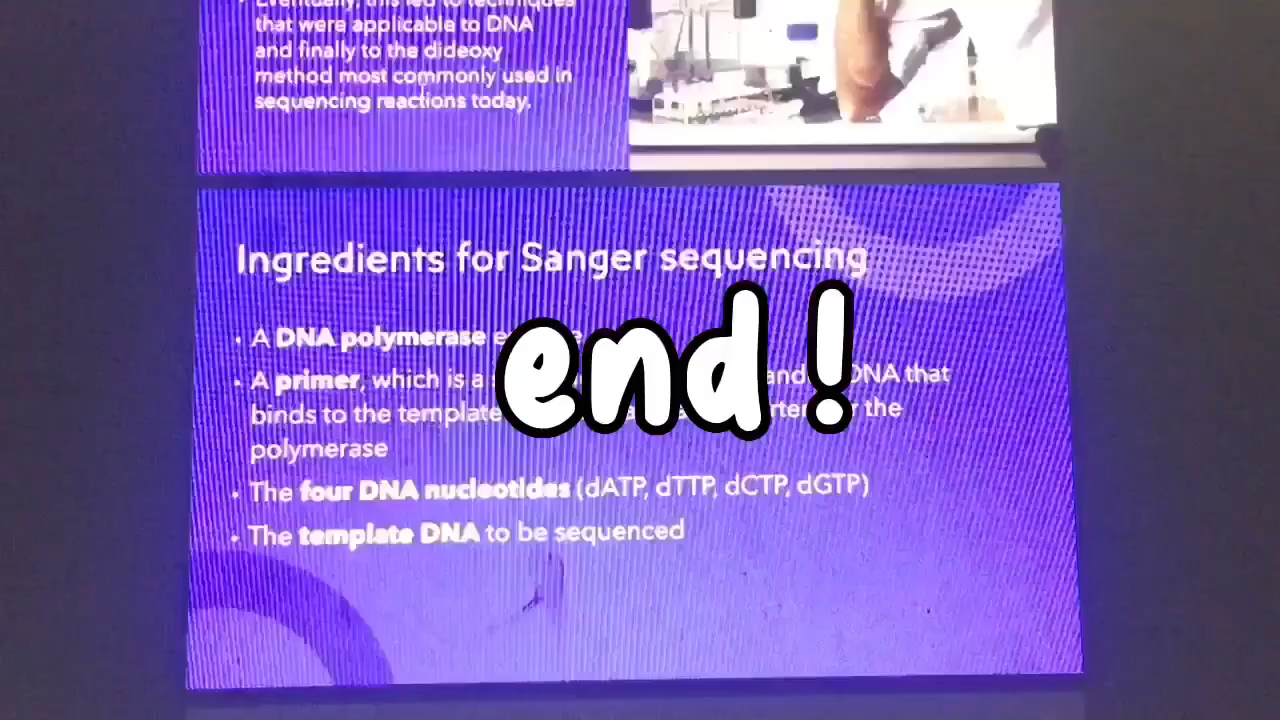 Eventually, this led to techniques
that were applicable to DNA
and finally to the dideoxy
method most commonly used in
sequencing reactions today.
Ingredients for Sanger sequencing
• A DNA polymerase
• A primer, which is a DNA that
binds to the template the
polymerase
• The four DNA nucleotides (dATP, dTTP, dCTP, dGTP)
• The template DNA to be sequenced
end!